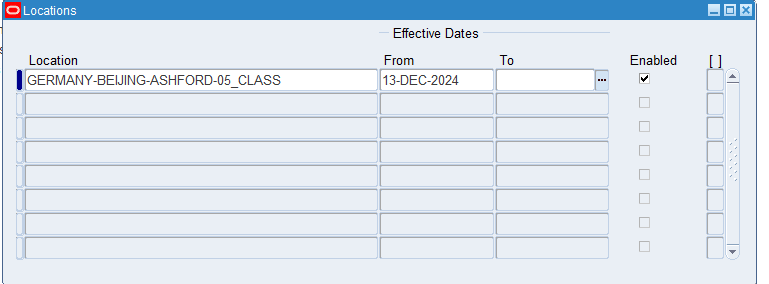 Locations
Effective Dates
Location From To Enabled [ ]
GERMANY-BEIJING-ASHFORD-05_CLASS 13-DEC-2024 ...